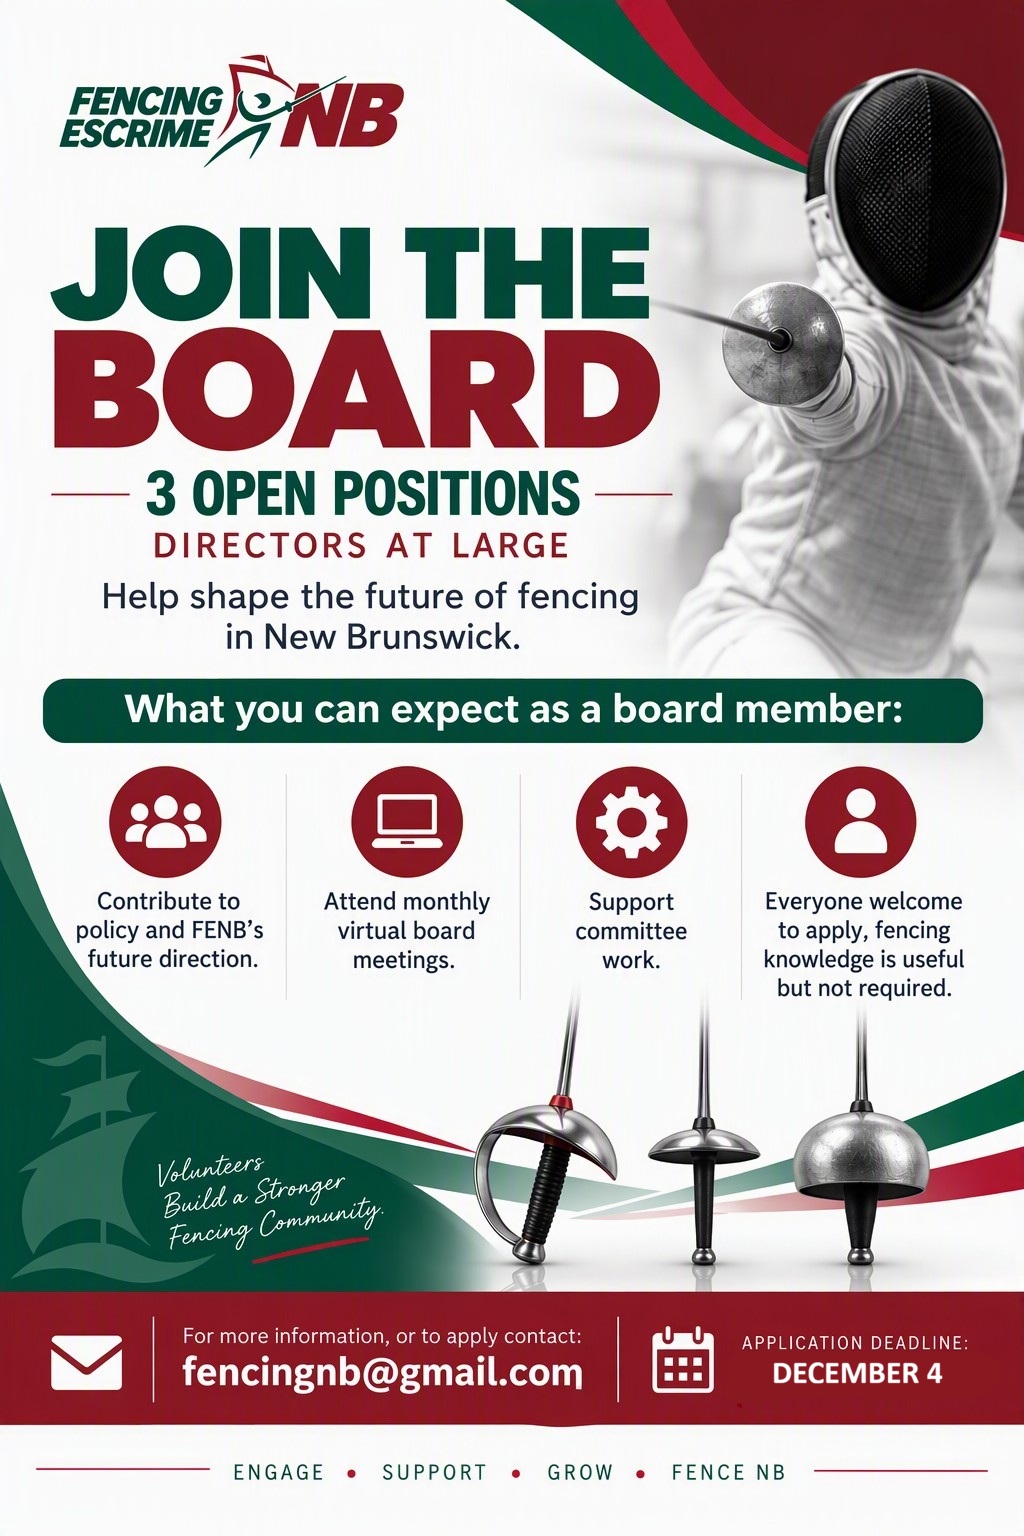 FENCING
ESCRIME
NB
JOIN THE
BOARD
3 OPEN POSITIONS
DIRECTORS AT LARGE
Help shape the future of fencing
in New Brunswick.
What you can expect as a board member:
Contribute to
policy and FENB's
future direction.
Attend monthly
virtual board
meetings.
Support
committee
work.
Everyone welcome
to apply, fencing
knowledge is useful
but not required.
Volunteers
Build a Stronger
Fencing Community.
For more information, or to apply contact:
fencingnb@gmail.com
APPLICATION DEADLINE:
DECEMBER 4
ENGAGE • SUPPORT • GROW • FENCE NB